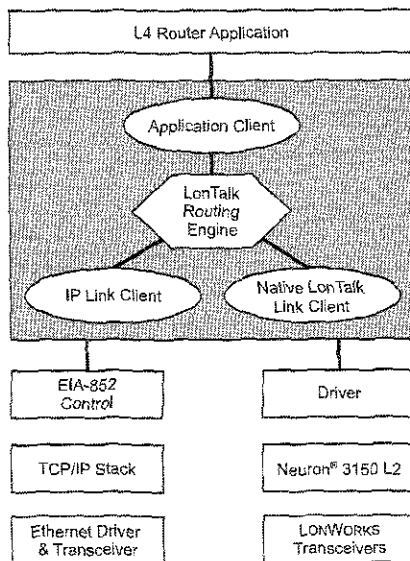 L4 Router Application
Application Client
LonTalk
Routing
Engine
IP Link Client
Native LonTalk
Link Client
EIA-852
Control
Driver
TCP/IP Stack
Neuron® 3150 L2
Ethernet Driver
& Transceiver
LONWORKS
Transceivers